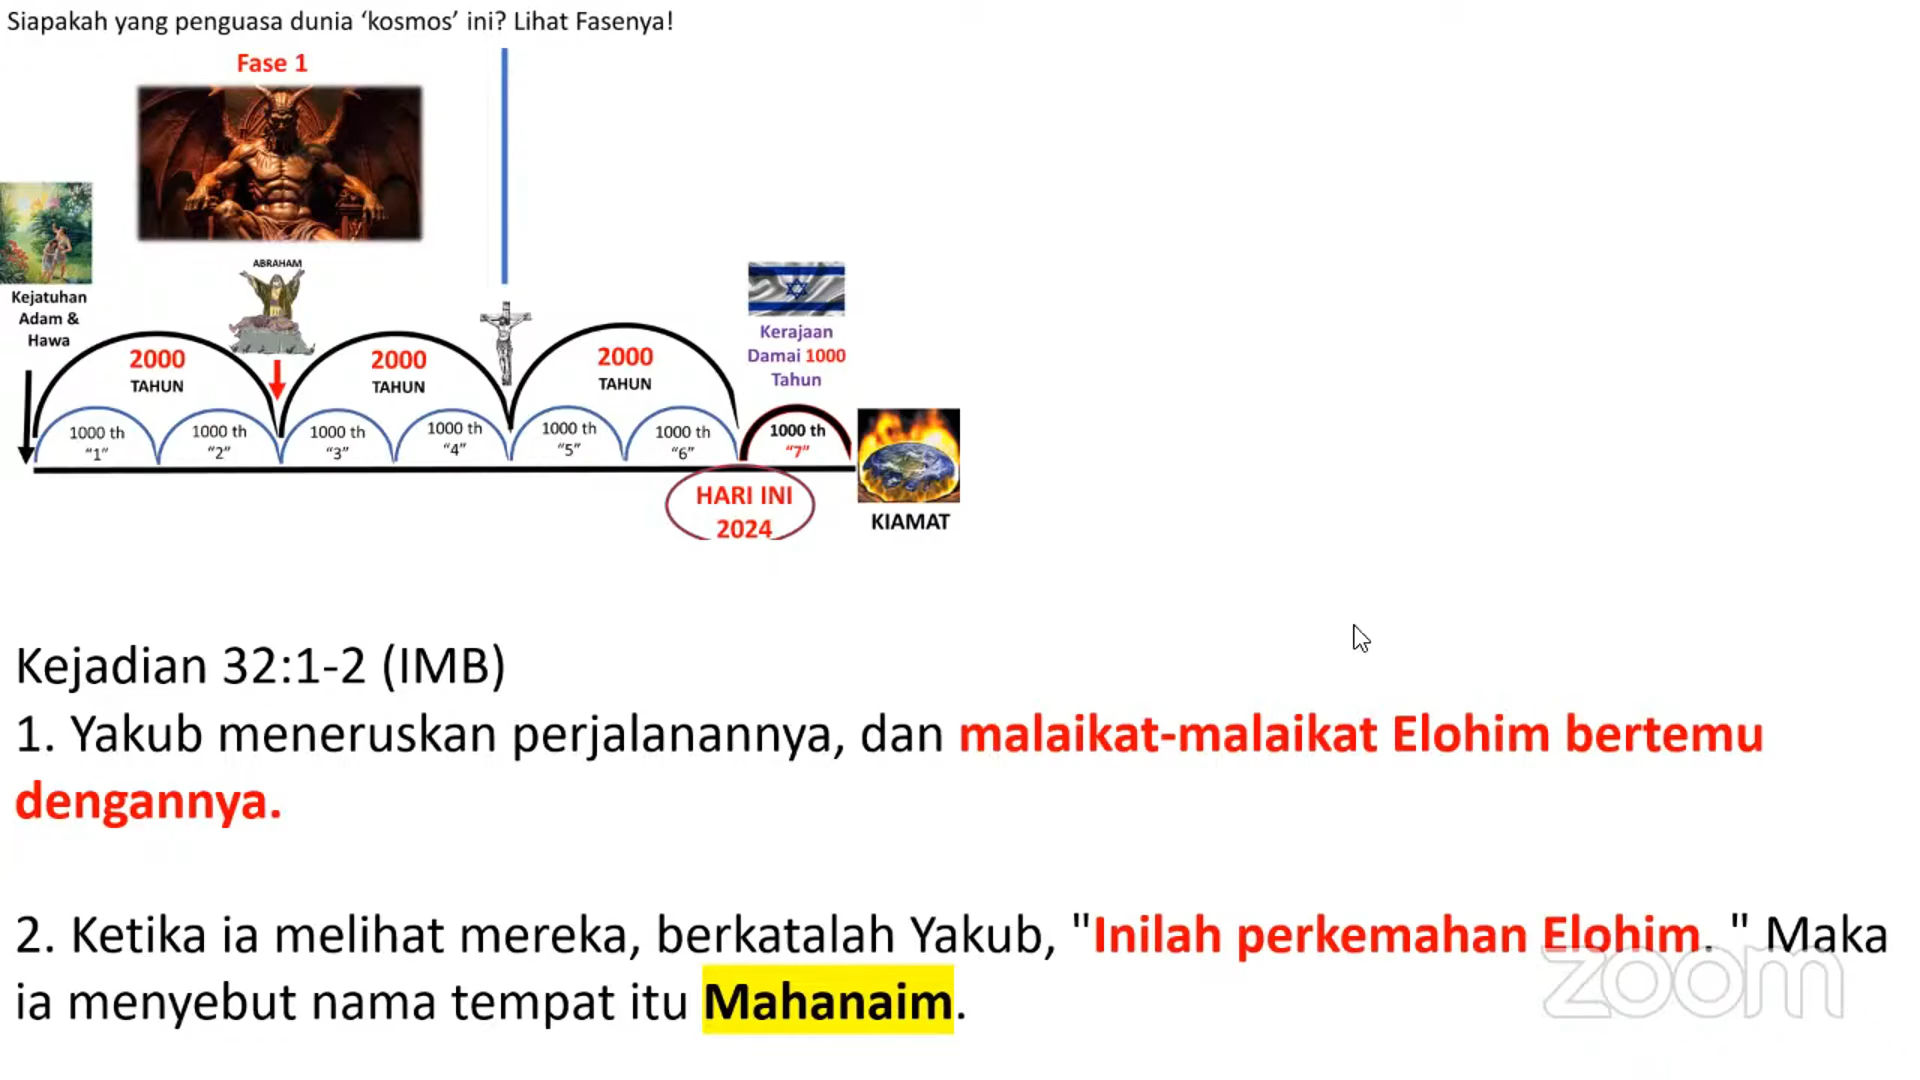 Siapakah yang penguasa dunia ‘kosmos’ ini? Lihat Fasenya!
Fase 1
ABRAHAM
Kejatuhan
Adam &
Hawa
Kerajaan
Damai 1000
Tahun
2000
TAHUN
2000
TAHUN
2000
TAHUN
1000 th
“1”
1000 th
“2”
1000 th
“3”
1000 th
“4”
1000 th
“5”
1000 th
“6”
1000 th
“7”
HARI INI
2024
KIAMAT
Kejadian 32:1-2 (IMB)
1. Yakub meneruskan perjalanannya, dan malaikat-malaikat Elohim bertemu
dengannya.
2. Ketika ia melihat mereka, berkatalah Yakub, "Inilah perkemahan Elohim. " Maka
ia menyebut nama tempat itu Mahanaim.
zoom